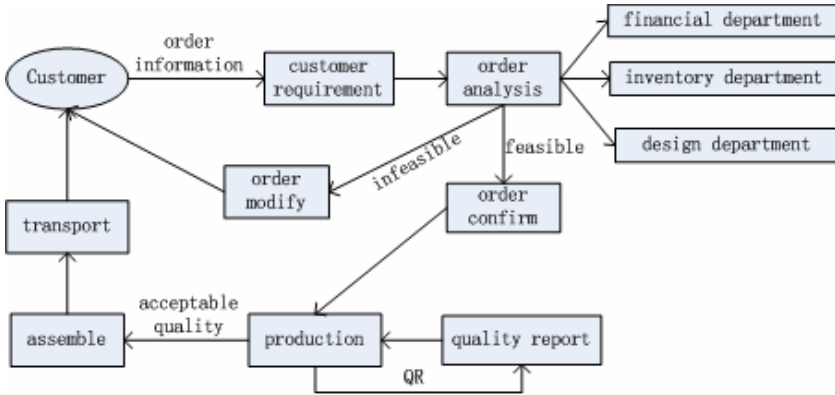 financial department
order
information
Customer
customer
requirement
order
analysis
inventory department
design department
infeasible
feasible
order
modify
order
confirm
transport
acceptable
quality
assemble
production
quality report
QR